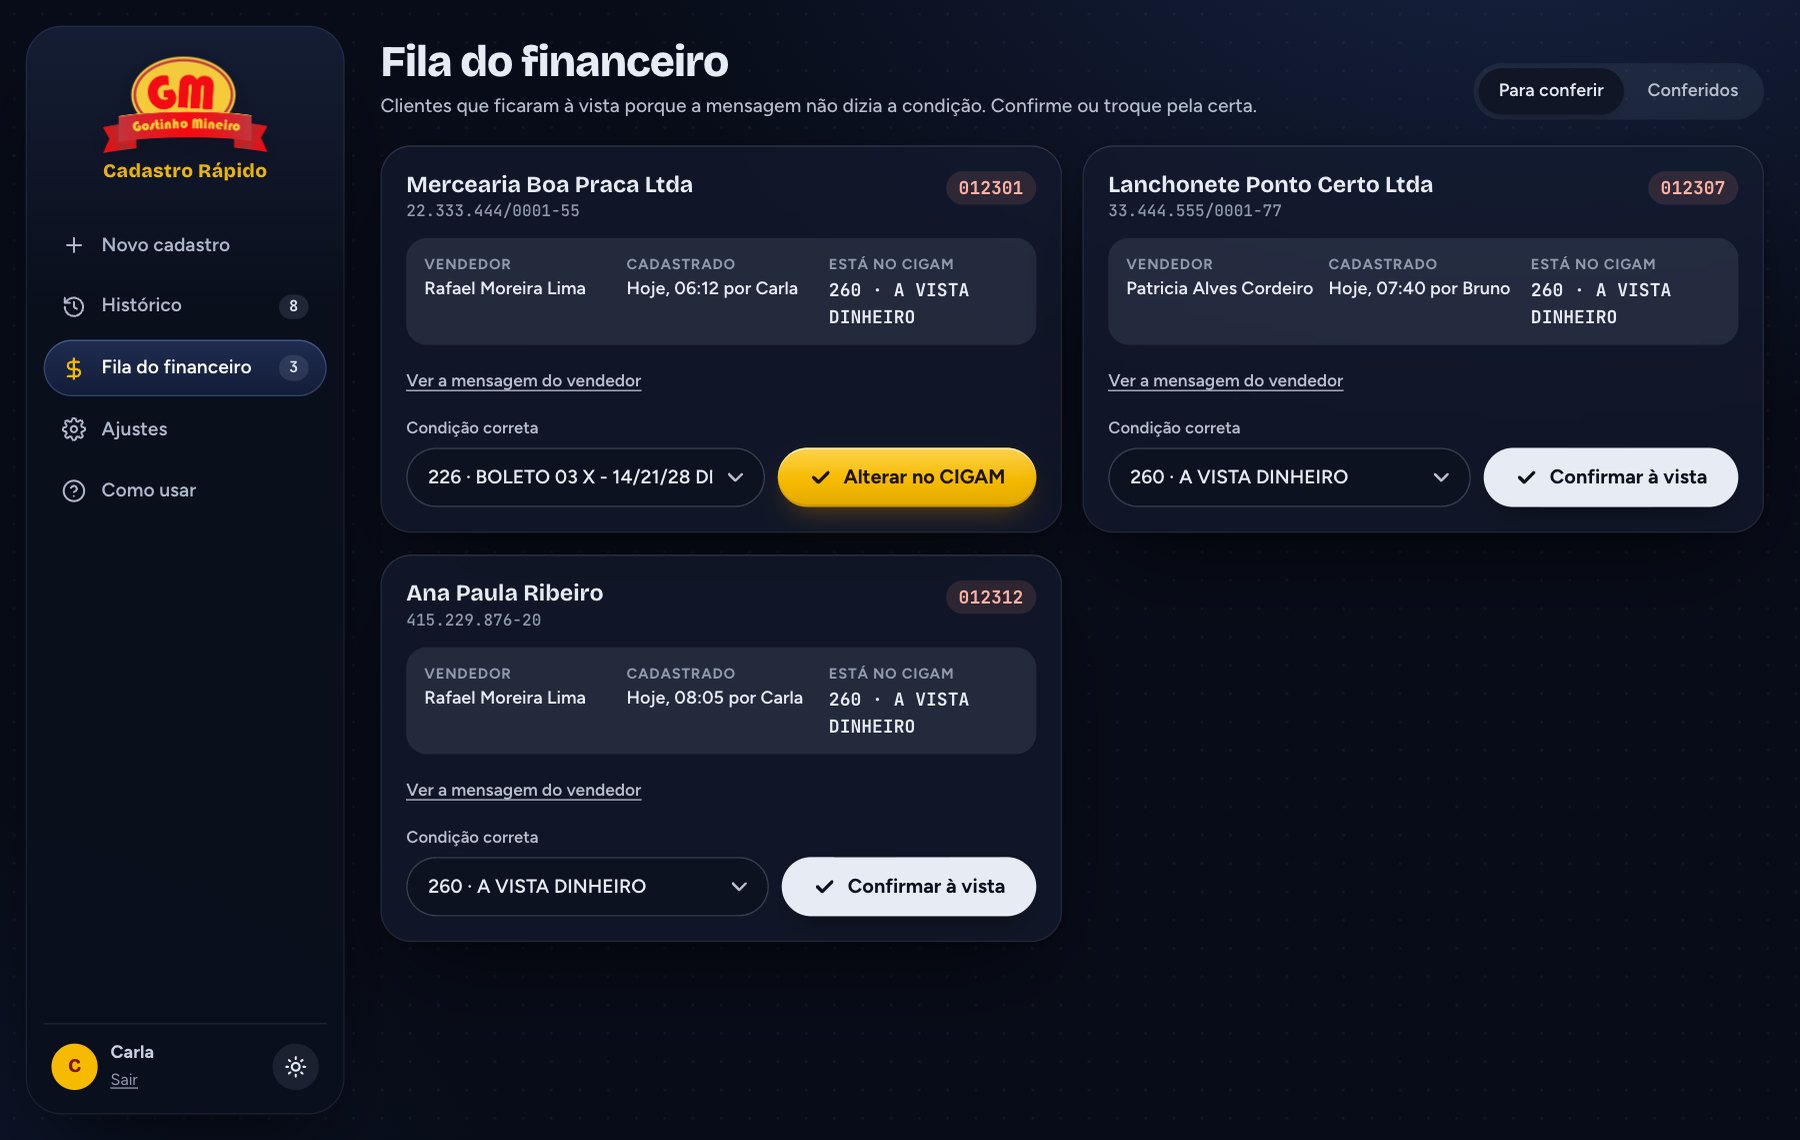 GM
Gostinho Mineiro
Cadastro Rápido
Novo cadastro
Histórico 8
Fila do financeiro 3
Ajustes
Como usar
C
Carla
Sair
Fila do financeiro
Clientes que ficaram à vista porque a mensagem não dizia a condição. Confirme ou troque pela certa.
Para conferir Conferidos
Mercearia Boa Praca Ltda
22.333.444/0001-55
012301
VENDEDOR
Rafael Moreira Lima
CADASTRADO
Hoje, 06:12 por Carla
ESTÁ NO CIGAM
260 · A VISTA
DINHEIRO
Ver a mensagem do vendedor
Condição correta
226 · BOLETO 03 X - 14/21/28 DI
Alterar no CIGAM
Lanchonete Ponto Certo Ltda
33.444.555/0001-77
012307
VENDEDOR
Patricia Alves Cordeiro
CADASTRADO
Hoje, 07:40 por Bruno
ESTÁ NO CIGAM
260 · A VISTA
DINHEIRO
Ver a mensagem do vendedor
Condição correta
260 · A VISTA DINHEIRO
Confirmar à vista
Ana Paula Ribeiro
415.229.876-20
012312
VENDEDOR
Rafael Moreira Lima
CADASTRADO
Hoje, 08:05 por Carla
ESTÁ NO CIGAM
260 · A VISTA
DINHEIRO
Ver a mensagem do vendedor
Condição correta
260 · A VISTA DINHEIRO
Confirmar à vista